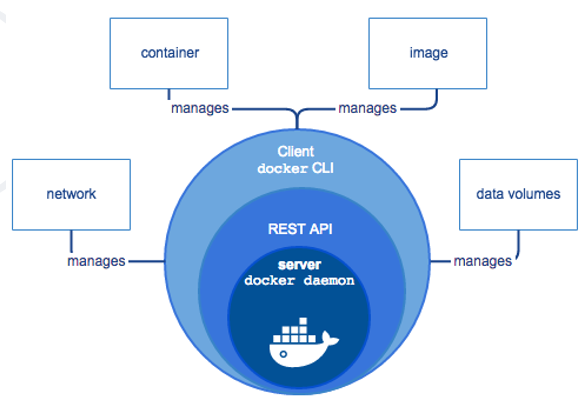 container
image
manages
manages
Client
docker CLI
network
data volumes
REST API
manages
manages
server
docker daemon